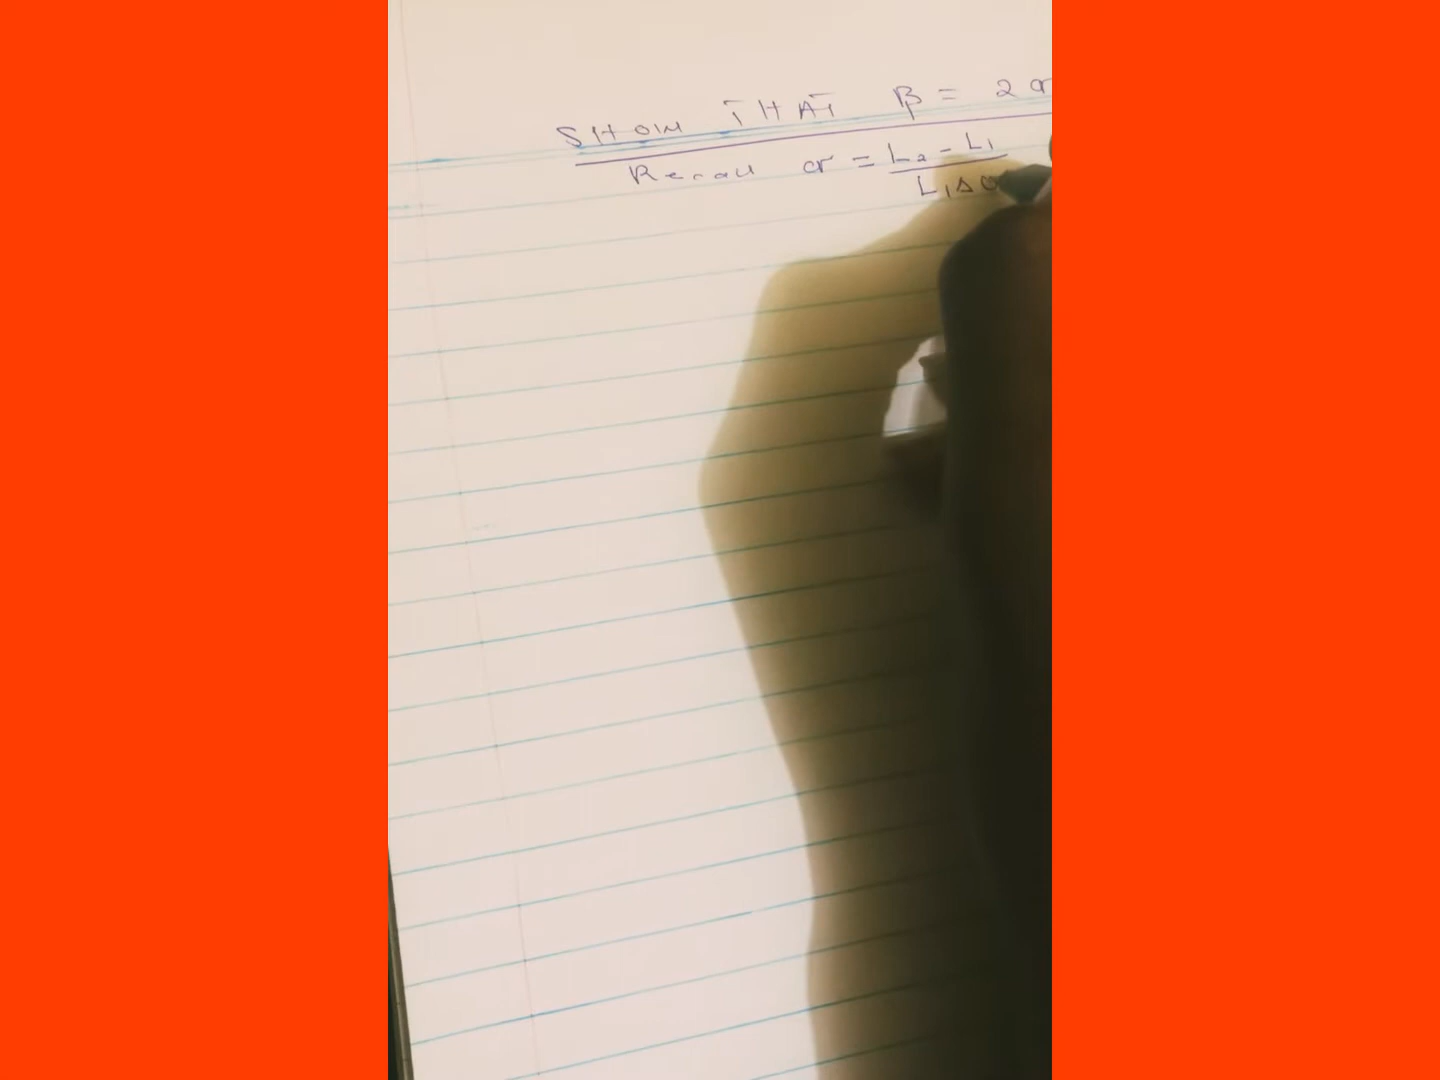 SHOW THAT β = 2α
Recall α = L₂ - L₁
L₁Δθ